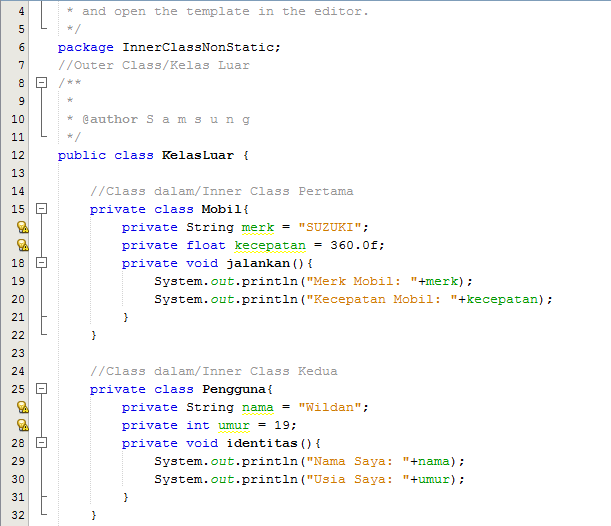 4 * and open the template in the editor.
5 */
6 package InnerClassNonStatic;
7 //Outer Class/Kelas Luar
8 /**
9 *
10 * @author S a m s u n g
11 */
12 public class KelasLuar {
13
14 //Class dalam/Inner Class Pertama
15 private class Mobil{
private String merk = "SUZUKI";
private float kecepatan = 360.0f;
18 private void jalankan(){
19 System.out.println("Merk Mobil: "+merk);
20 System.out.println("Kecepatan Mobil: "+kecepatan);
21 }
22 }
23
24 //Class dalam/Inner Class Kedua
25 private class Pengguna{
private String nama = "Wildan";
private int umur = 19;
28 private void identitas(){
29 System.out.println("Nama Saya: "+nama);
30 System.out.println("Usia Saya: "+umur);
31 }
32 }